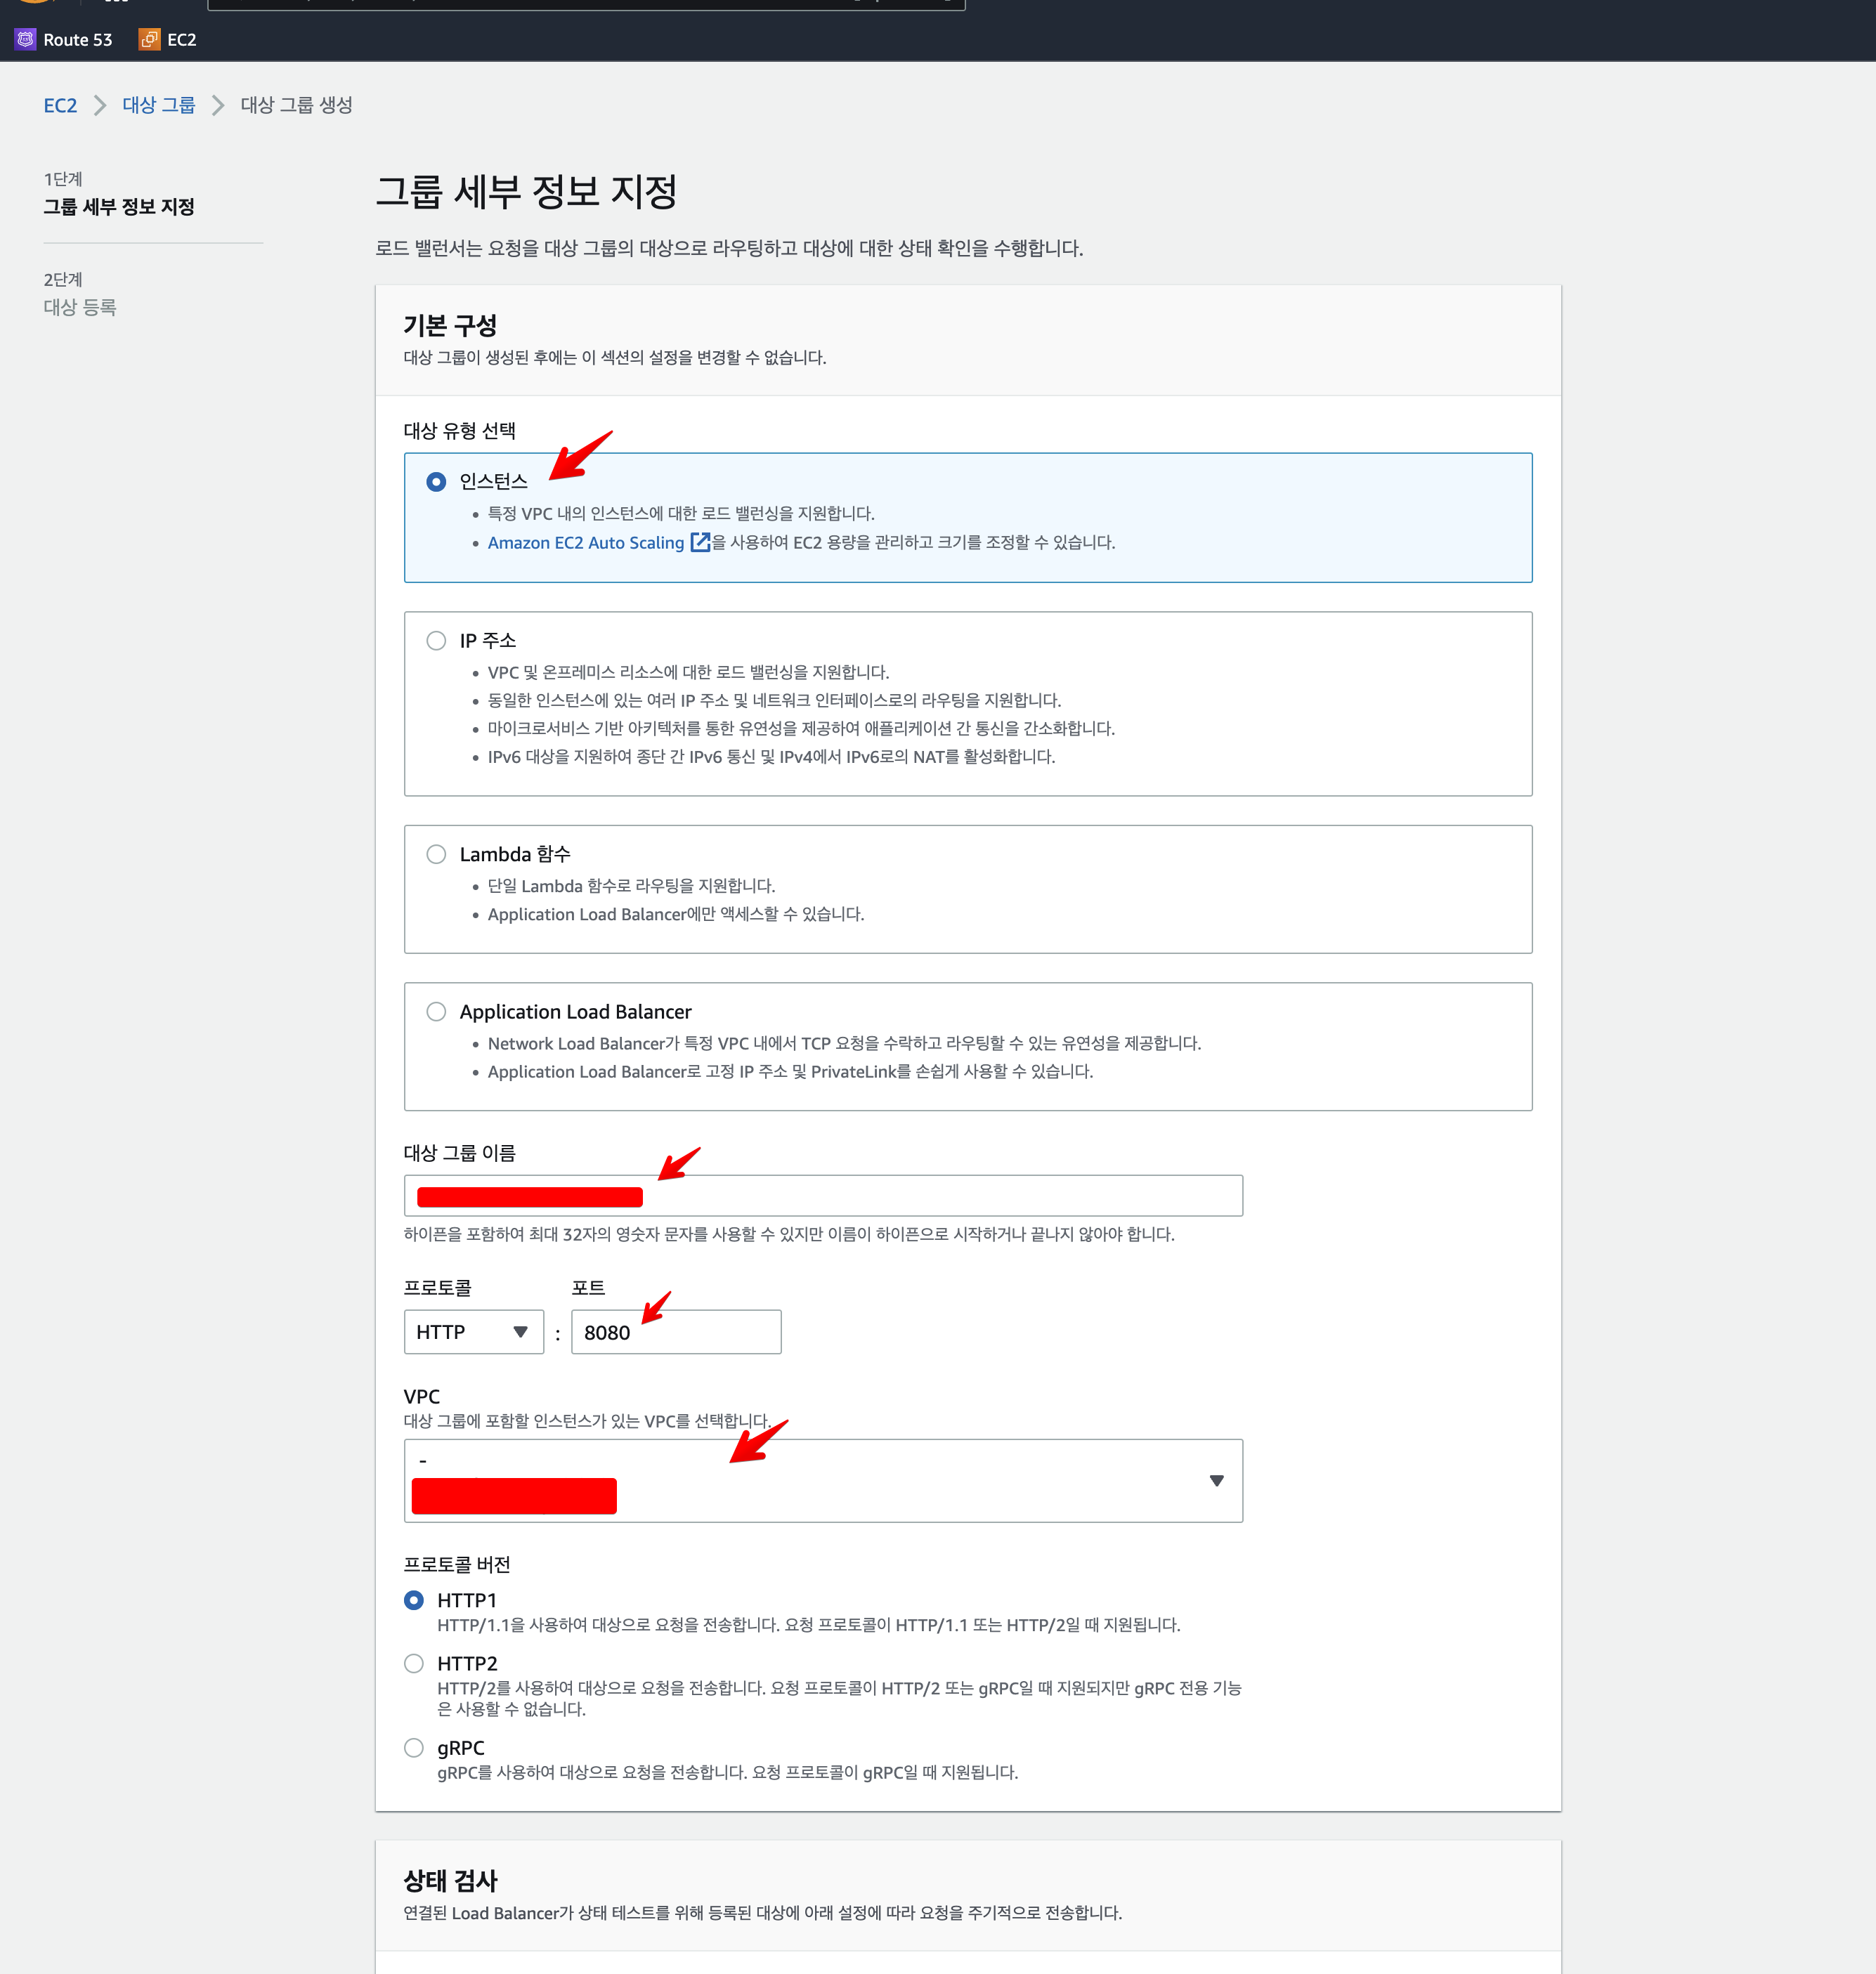 Route 53
EC2
EC2 > 대상 그룹 > 대상 그룹 생성
1단계
그룹 세부 정보 지정
2단계
대상 등록
그룹 세부 정보 지정
로드 밸런서는 요청을 대상 그룹의 대상으로 라우팅하고 대상에 대한 상태 확인을 수행합니다.
기본 구성
대상 그룹이 생성된 후에는 이 섹션의 설정을 변경할 수 없습니다.
대상 유형 선택
인스턴스
특정 VPC 내의 인스턴스에 대한 로드 밸런싱을 지원합니다.
Amazon EC2 Auto Scaling 을 사용하여 EC2 용량을 관리하고 크기를 조정할 수 있습니다.
IP 주소
VPC 및 온프레미스 리소스에 대한 로드 밸런싱을 지원합니다.
동일한 인스턴스에 있는 여러 IP 주소 및 네트워크 인터페이스로의 라우팅을 지원합니다.
마이크로서비스 기반 아키텍처를 통한 유연성을 제공하여 애플리케이션 간 통신을 간소화합니다.
IPv6 대상을 지원하여 종단 간 IPv6 통신 및 IPv4에서 IPv6로의 NAT를 활성화합니다.
Lambda 함수
단일 Lambda 함수로 라우팅을 지원합니다.
Application Load Balancer에만 액세스할 수 있습니다.
Application Load Balancer
Network Load Balancer가 특정 VPC 내에서 TCP 요청을 수락하고 라우팅할 수 있는 유연성을 제공합니다.
Application Load Balancer로 고정 IP 주소 및 PrivateLink를 손쉽게 사용할 수 있습니다.
대상 그룹 이름
하이픈을 포함하여 최대 32자의 영숫자 문자를 사용할 수 있지만 이름이 하이픈으로 시작하거나 끝나지 않아야 합니다.
프로토콜 포트
HTTP : 8080
VPC
대상 그룹에 포함할 인스턴스가 있는 VPC를 선택합니다.
-
프로토콜 버전
HTTP1
HTTP/1.1을 사용하여 대상으로 요청을 전송합니다. 요청 프로토콜이 HTTP/1.1 또는 HTTP/2일 때 지원됩니다.
HTTP2
HTTP/2를 사용하여 대상으로 요청을 전송합니다. 요청 프로토콜이 HTTP/2 또는 gRPC일 때 지원되지만 gRPC 전용 기능
은 사용할 수 없습니다.
gRPC
gRPC를 사용하여 대상으로 요청을 전송합니다. 요청 프로토콜이 gRPC일 때 지원됩니다.
상태 검사
연결된 Load Balancer가 상태 테스트를 위해 등록된 대상에 아래 설정에 따라 요청을 주기적으로 전송합니다.